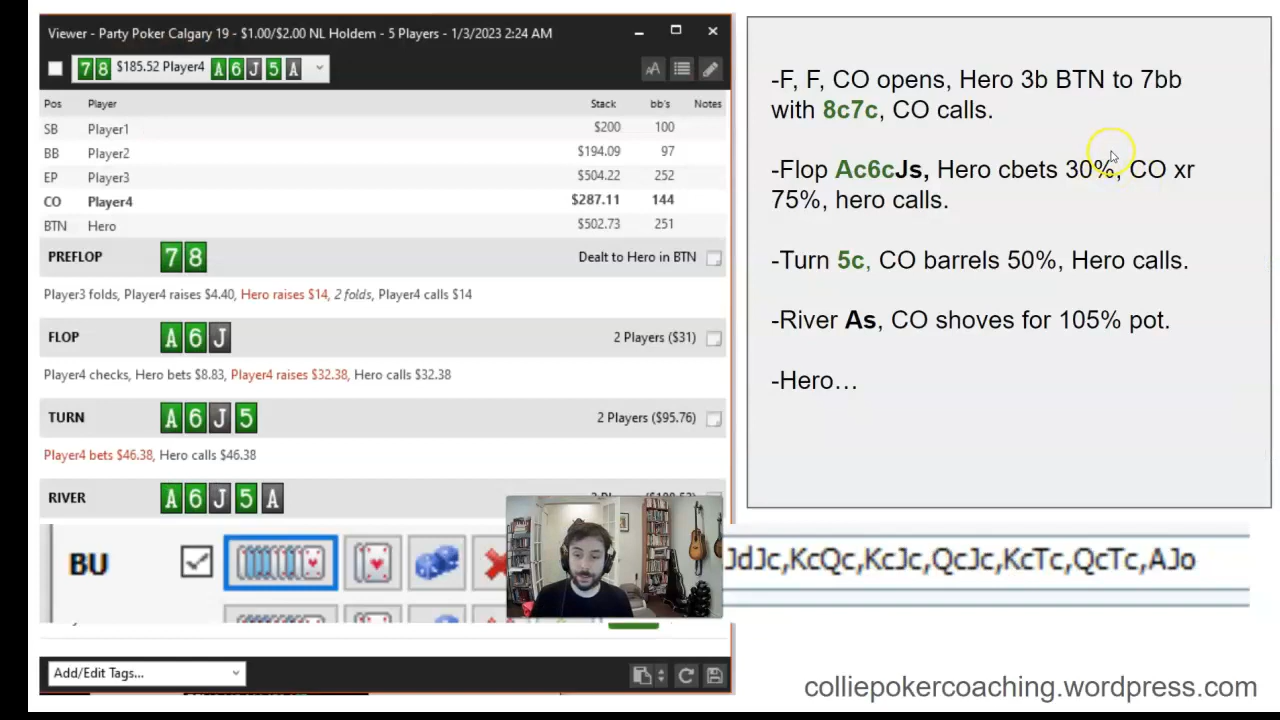 Viewer - Party Poker Calgary 19 - $1.00/$2.00 NL Holdem - 5 Players - 1/3/2023 2:24 AM
7 8 $185.52 Player4 A 6 J 5 A
Pos Player Stack bb's Notes
SB Player1 $200 100
BB Player2 $194.09 97
EP Player3 $504.22 252
CO Player4 $287.11 144
BTN Hero $502.73 251
PREFLOP 7 8 Dealt to Hero in BTN
Player3 folds, Player4 raises $4.40, Hero raises $14, 2 folds, Player4 calls $14
FLOP A 6 J 2 Players ($31)
Player4 checks, Hero bets $8.83, Player4 raises $32.38, Hero calls $32.38
TURN A 6 J 5 2 Players ($95.76)
Player4 bets $46.38, Hero calls $46.38
RIVER A 6 J 5 A
BU
Add/Edit Tags...
-F, F, CO opens, Hero 3b BTN to 7bb
with 8c7c, CO calls.
-Flop Ac6cJs, Hero cbets 30%, CO xr
75%, hero calls.
-Turn 5c, CO barrels 50%, Hero calls.
-River As, CO shoves for 105% pot.
-Hero…
JdJc,KcQc,KcJc,QcJc,KcTc,QcTc,AJo
colliepokercoaching.wordpress.com